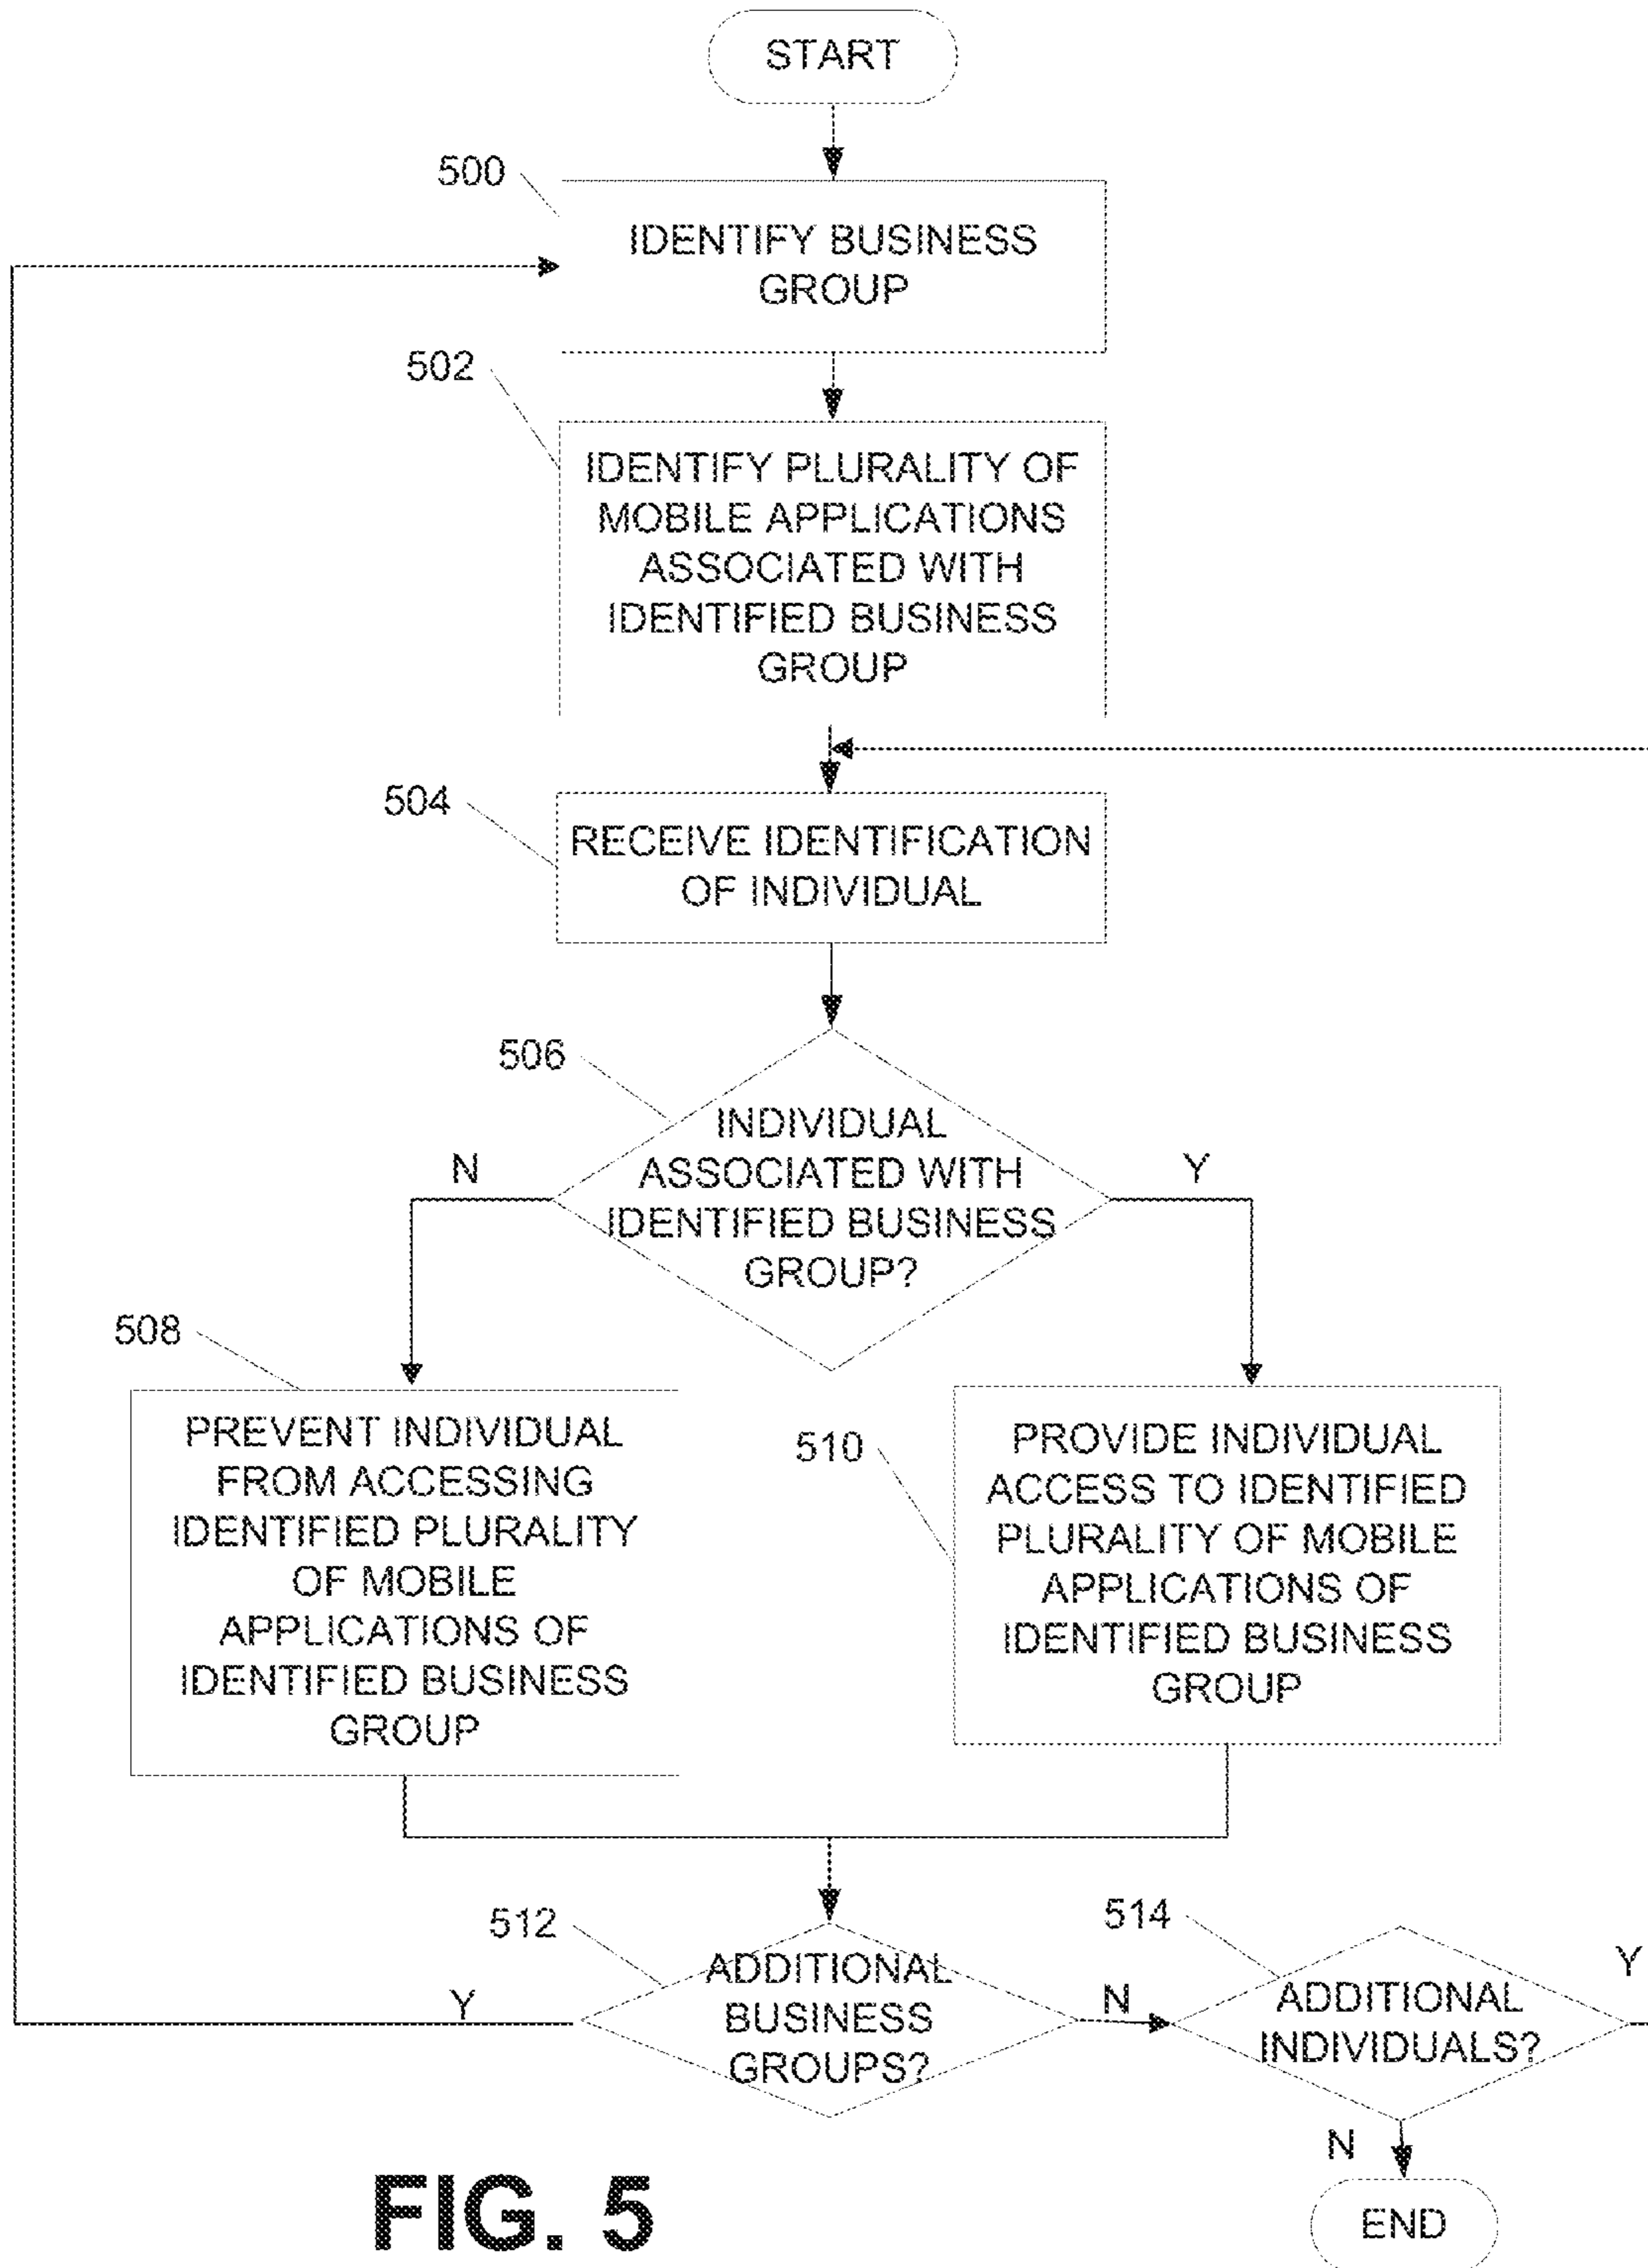 START
500
IDENTIFY BUSINESS
GROUP
502
IDENTIFY PLURALITY OF
MOBILE APPLICATIONS
ASSOCIATED WITH
IDENTIFIED BUSINESS
GROUP
504
RECEIVE IDENTIFICATION
OF INDIVIDUAL
506
INDIVIDUAL
ASSOCIATED WITH
IDENTIFIED BUSINESS
GROUP?
N
Y
508
PREVENT INDIVIDUAL
FROM ACCESSING
IDENTIFIED PLURALITY
OF MOBILE
APPLICATIONS OF
IDENTIFIED BUSINESS
GROUP
510
PROVIDE INDIVIDUAL
ACCESS TO IDENTIFIED
PLURALITY OF MOBILE
APPLICATIONS OF
IDENTIFIED BUSINESS
GROUP
512
ADDITIONAL
BUSINESS
GROUPS?
Y
N
514
ADDITIONAL
INDIVIDUALS?
Y
N
END
FIG. 5